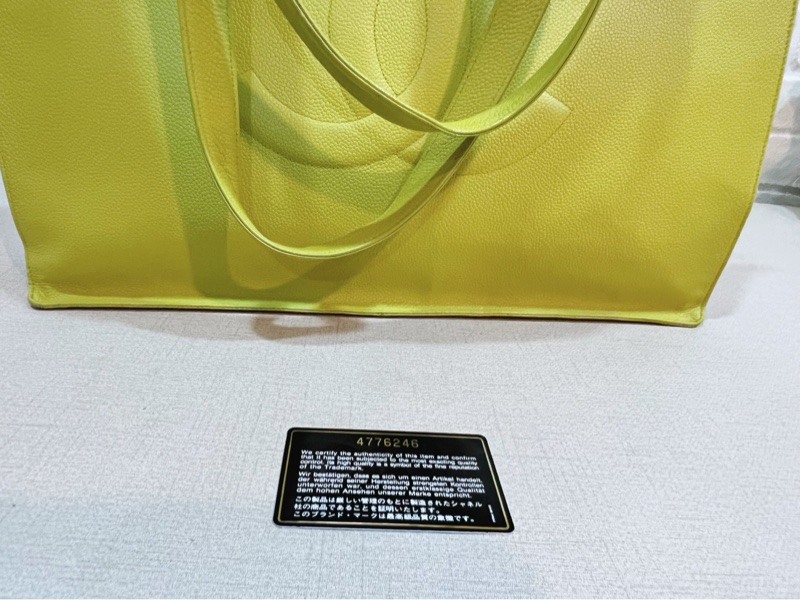 4776246
We certify the authenticity of this item and confirm
that it has been subjected to the most exacting quality
control. Its high quality is a symbol of the fine reputation
of the Trademark.
Wir bestätigen, dass es sich um einen Artikel handelt,
der während seiner Herstellung strengsten Kontrollen
unterworfen war, und dessen erstklassige Qualität
dem hohen Ansehen unserer Marke entspricht.
この製品は厳しい管理のもとに製造されたシャネル
社の商品であることを証明いたします。
このブランド・マークは最高級品質の象徴です。